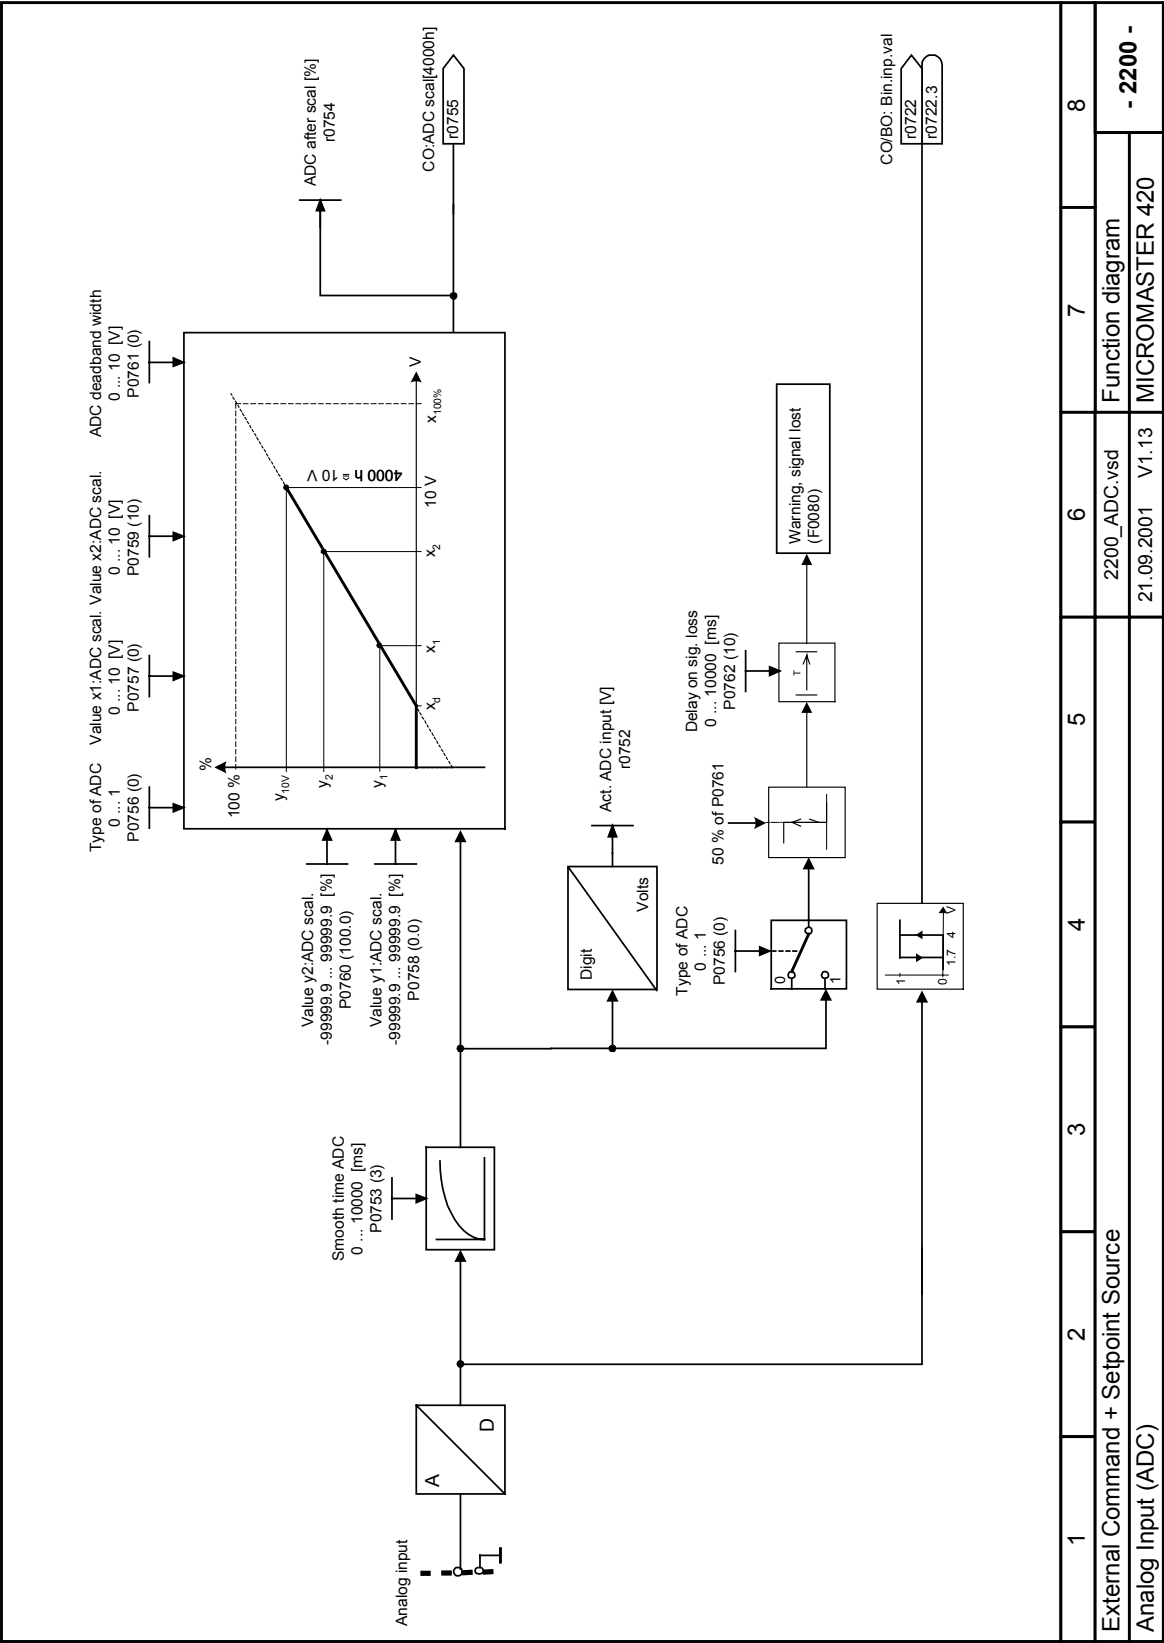 Analog input
A
D
Smooth time ADC
0 ... 10000 [ms]
P0753 (3)
Type of ADC
0 ... 1
P0756 (0)
Value x1:ADC scal.
0 ... 10 [V]
P0757 (0)
Value x2:ADC scal.
0 ... 10 [V]
P0759 (10)
ADC deadband width
0 ... 10 [V]
P0761 (0)
Value y2:ADC scal.
-99999.9 ... 99999.9 [%]
P0760 (100.0)
Value y1:ADC scal.
-99999.9 ... 99999.9 [%]
P0758 (0.0)
%
100 %
y10V
y2
y1
xd
x1
x2
10 V
x100%
V
4000 h ≙ 10 V
ADC after scal [%]
r0754
CO:ADC scal[4000h]
r0755
Digit
Volts
Act. ADC input [V]
r0752
Type of ADC
0 ... 1
P0756 (0)
0
1
50 % of P0761
Delay on sig. loss
0 ... 10000 [ms]
P0762 (10)
T
Warning, signal lost
(F0080)
1
0
1.7 4 V
CO/BO: Bin.inp.val
r0722
r0722.3
1 2 3 4 5 6 7 8
External Command + Setpoint Source
2200_ADC.vsd
Function diagram
- 2200 -
Analog Input (ADC)
21.09.2001 V1.13
MICROMASTER 420